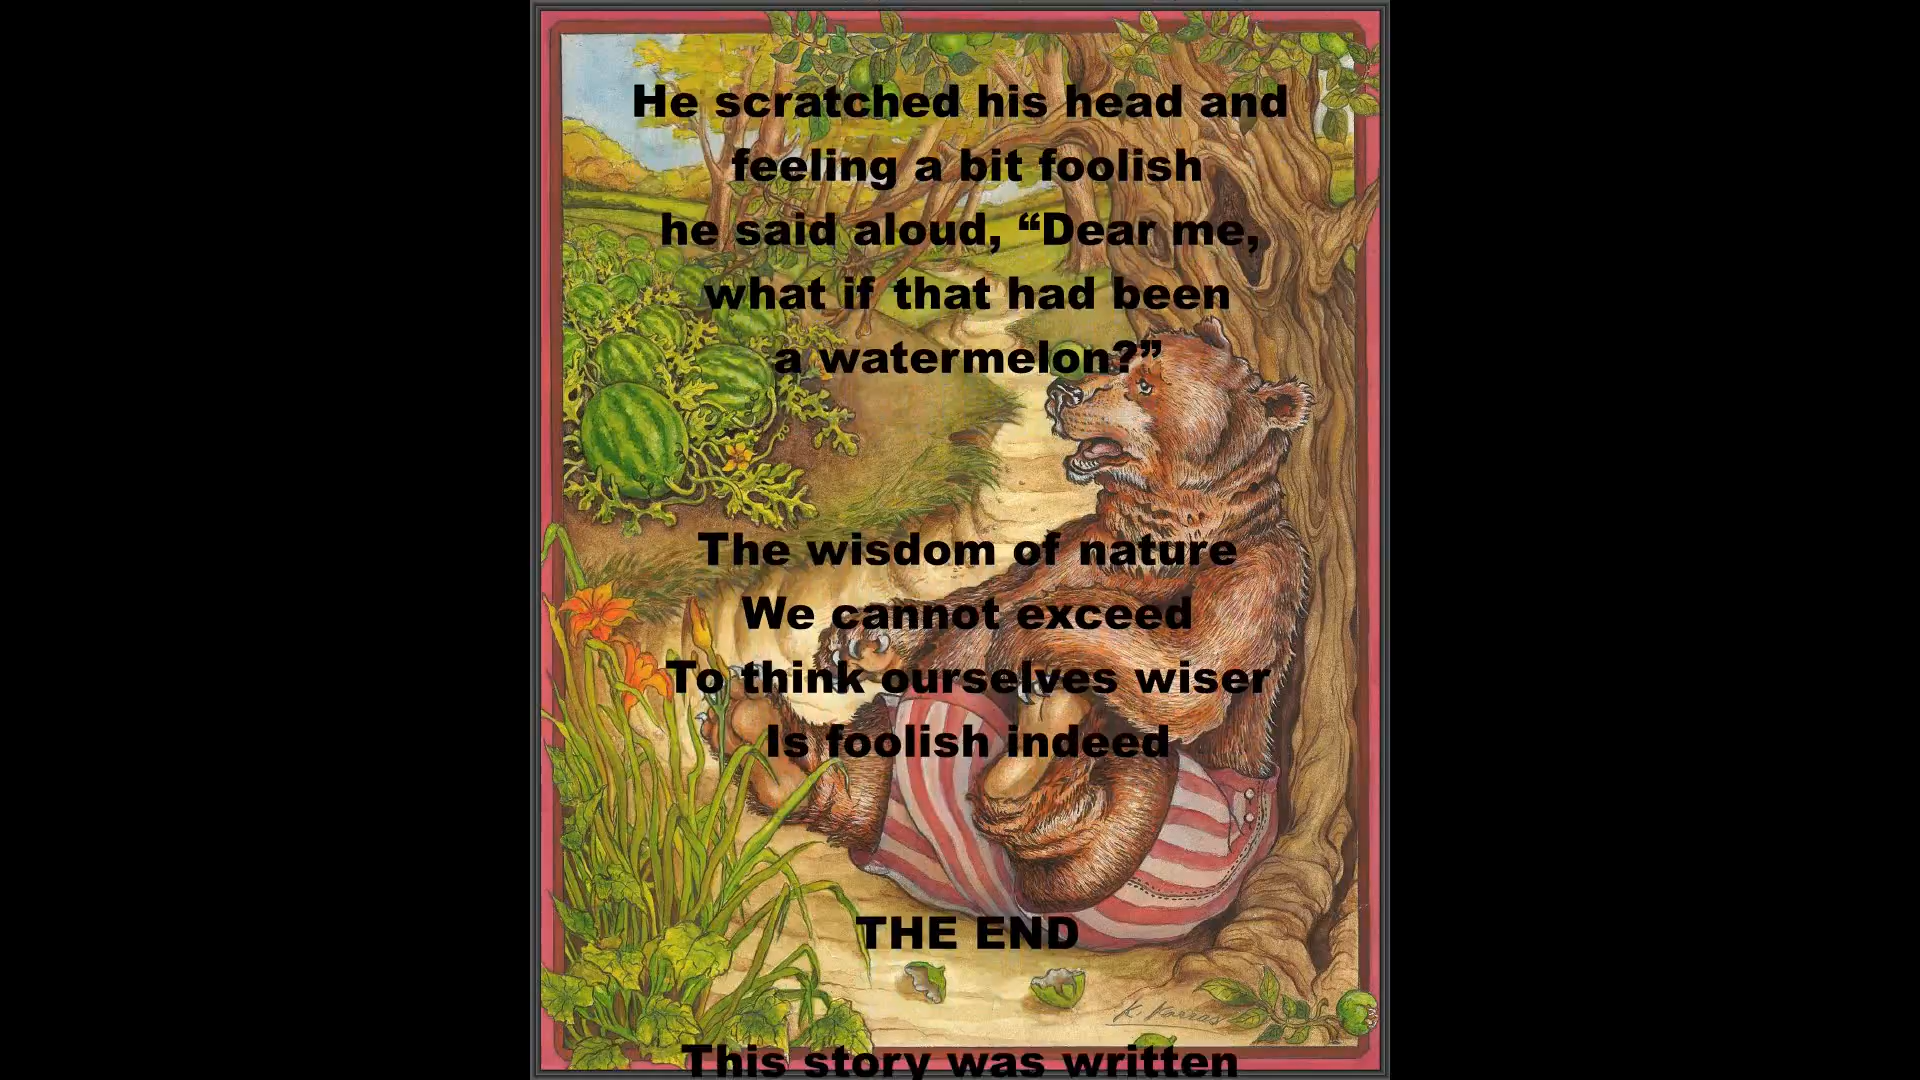 He scratched his head and
feeling a bit foolish
he said aloud, “Dear me,
what if that had been
a watermelon?”
The wisdom of nature
We cannot exceed
To think ourselves wiser
Is foolish indeed
THE END
K. Karras
This story was written